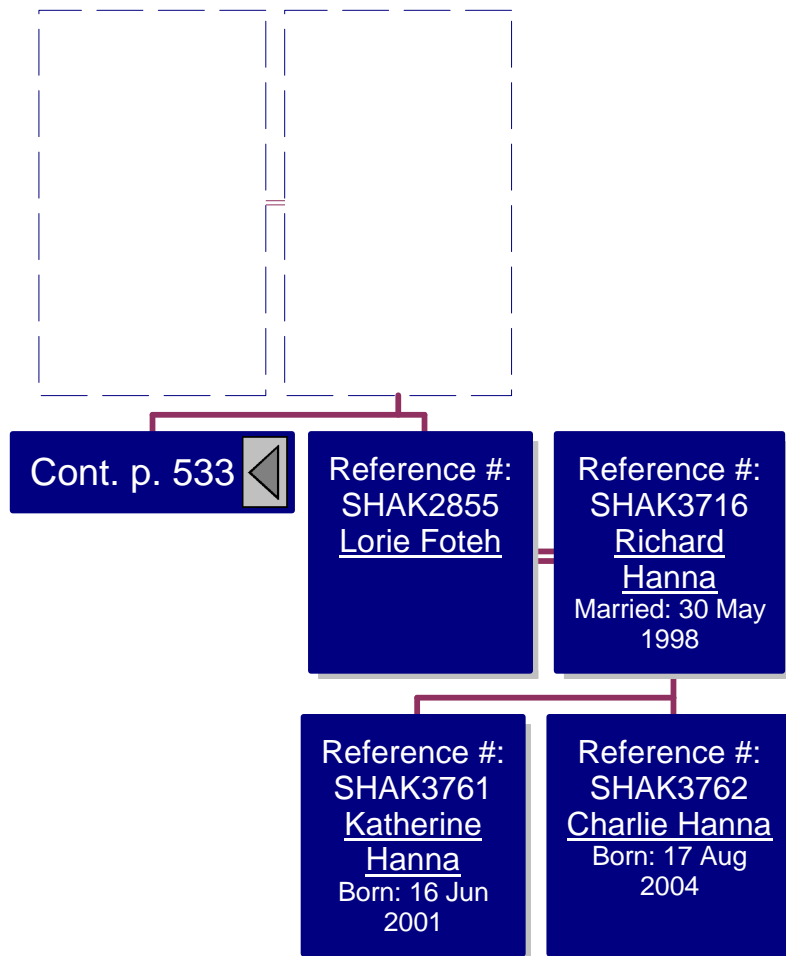 Cont. p. 533
Reference #:
SHAK2855
Lorie Foteh
Reference #:
SHAK3716
Richard
Hanna
Married: 30 May
1998
Reference #:
SHAK3761
Katherine
Hanna
Born: 16 Jun
2001
Reference #:
SHAK3762
Charlie Hanna
Born: 17 Aug
2004